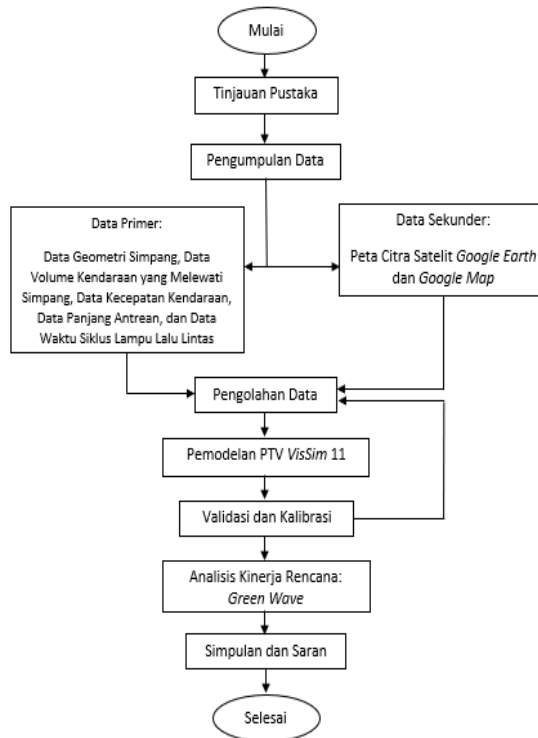 Mulai
Tinjauan Pustaka
Pengumpulan Data
Data Primer:
Data Geometri Simpang, Data
Volume Kendaraan yang Melewati
Simpang, Data Kecepatan Kendaraan,
Data Panjang Antrean, dan Data
Waktu Siklus Lampu Lalu Lintas
Data Sekunder:
Peta Citra Satelit Google Earth
dan Google Map
Pengolahan Data
Pemodelan PTV VisSim 11
Validasi dan Kalibrasi
Analisis Kinerja Rencana:
Green Wave
Simpulan dan Saran
Selesai